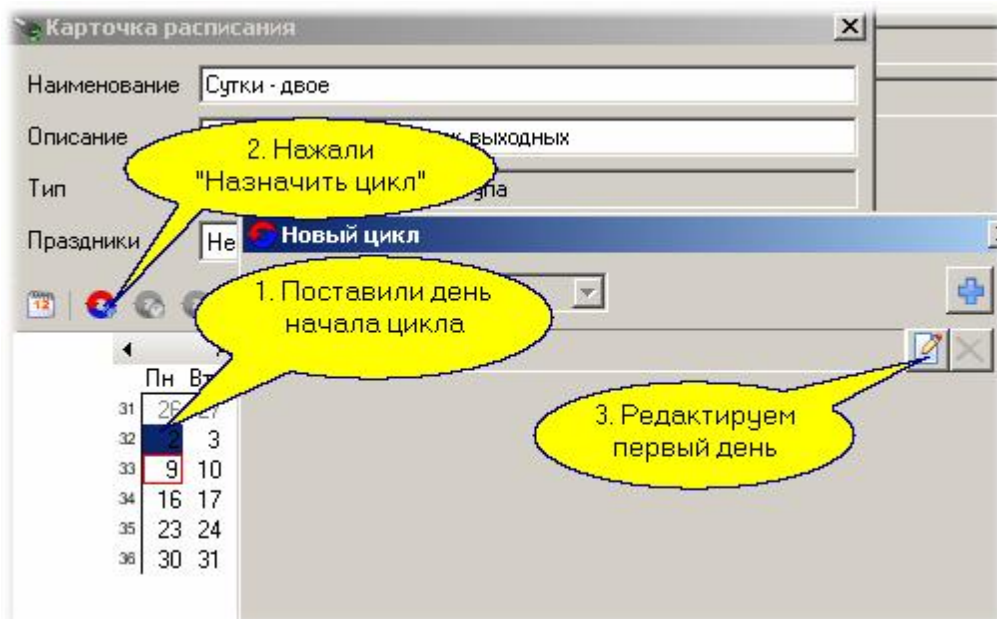 Карточка расписания
Наименование Сутки - двое
Описание выходных
2. Нажали
"Назначить цикл"
Тип
Праздники Не
Новый цикл
1. Поставили день
начала цикла
12
Пн Вт
31 26 27
32 2 3
33 9 10
34 16 17
35 23 24
36 30 31
3. Редактируем
первый день